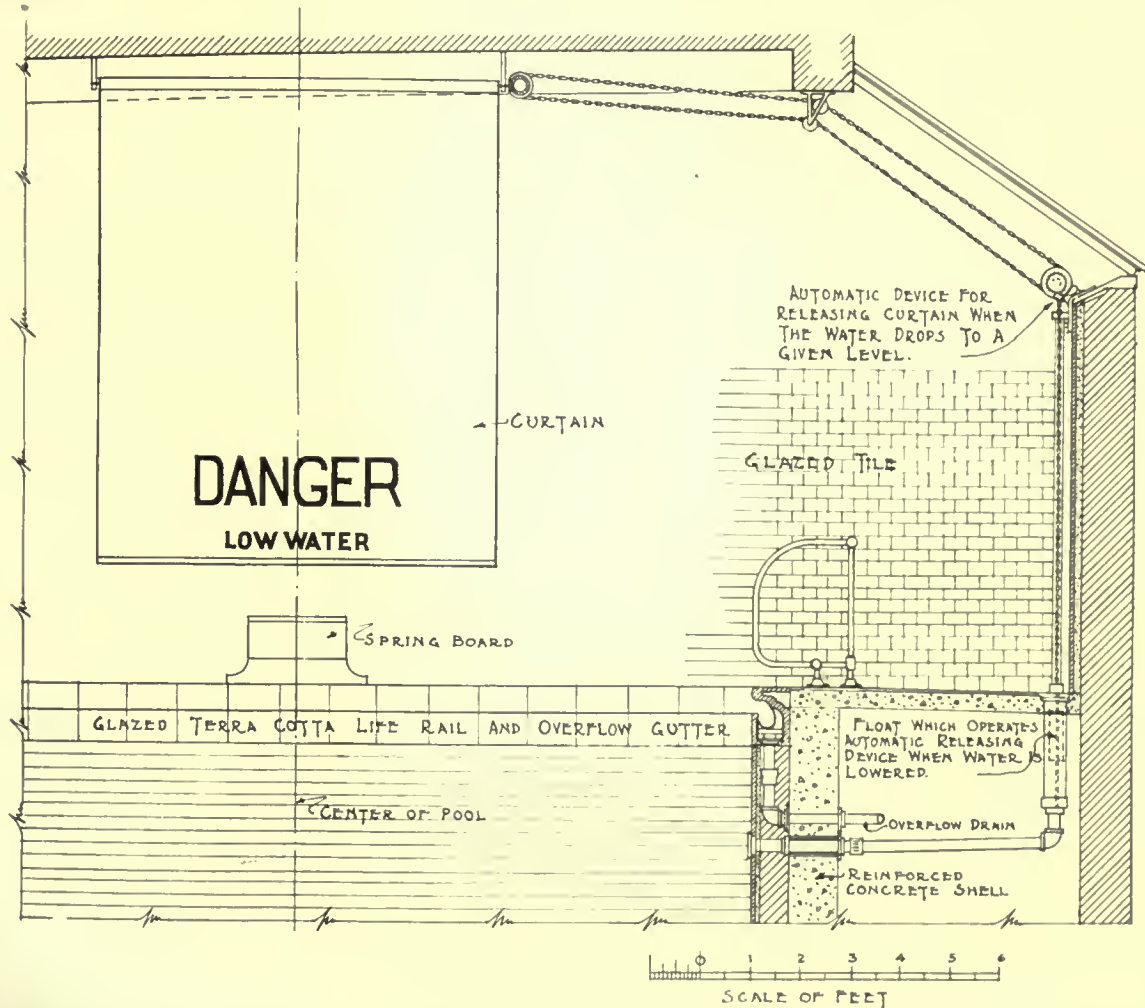 AUTOMATIC DEVICE FOR
RELEASING CURTAIN WHEN
THE WATER DROPS TO A
GIVEN LEVEL.
CURTAIN
GLAZED TILE
DANGER
LOW WATER
SPRING BOARD
GLAZED TERRA COTTA LIFE RAIL AND OVERFLOW GUTTER
FLOAT WHICH OPERATES
AUTOMATIC RELEASING
DEVICE WHEN WATER IS
LOWERED.
CENTER OF POOL
OVERFLOW DRAIN
REINFORCED
CONCRETE SHELL
0 1 2 3 4 5 6
SCALE OF FEET